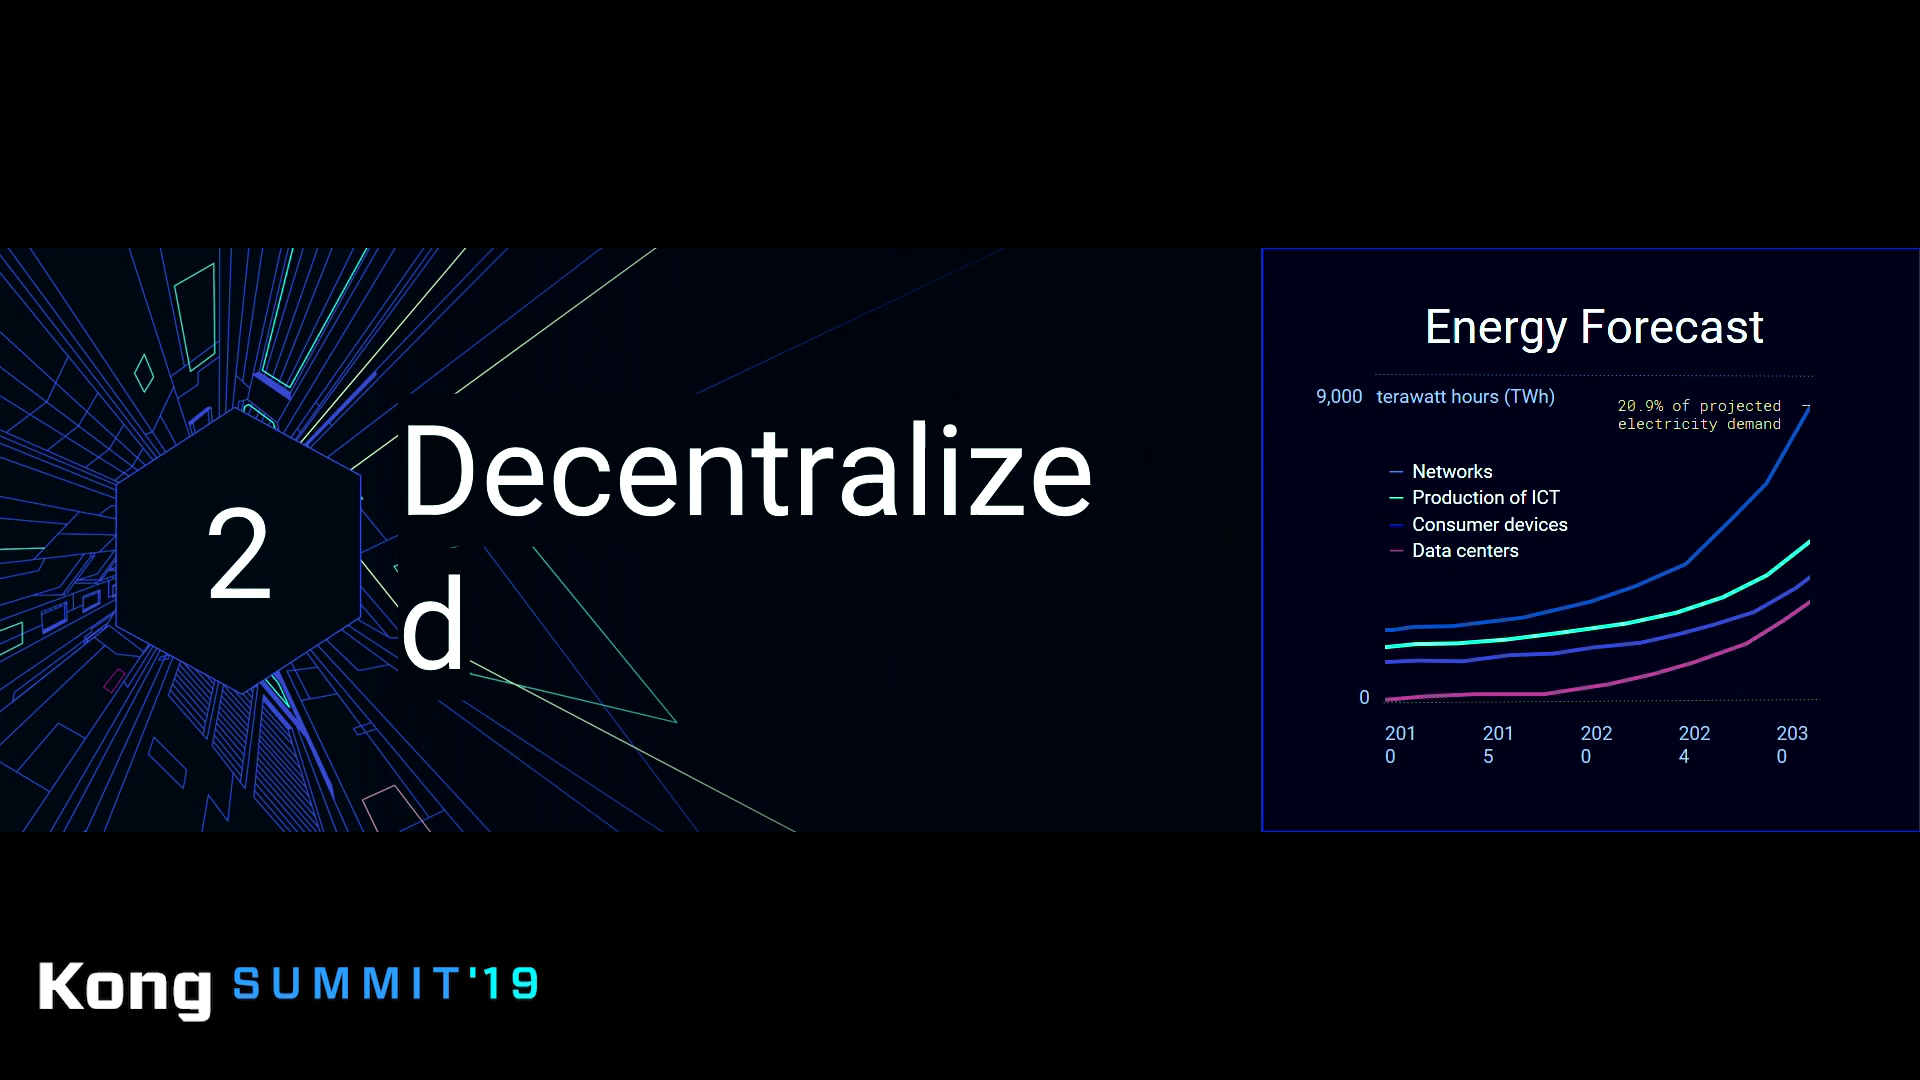 2
Decentralize
d
Energy Forecast
9,000 terawatt hours (TWh)
20.9% of projected
electricity demand
Networks
Production of ICT
Consumer devices
Data centers
0
201
0
201
5
202
0
202
4
203
0
Kong SUMMIT'19